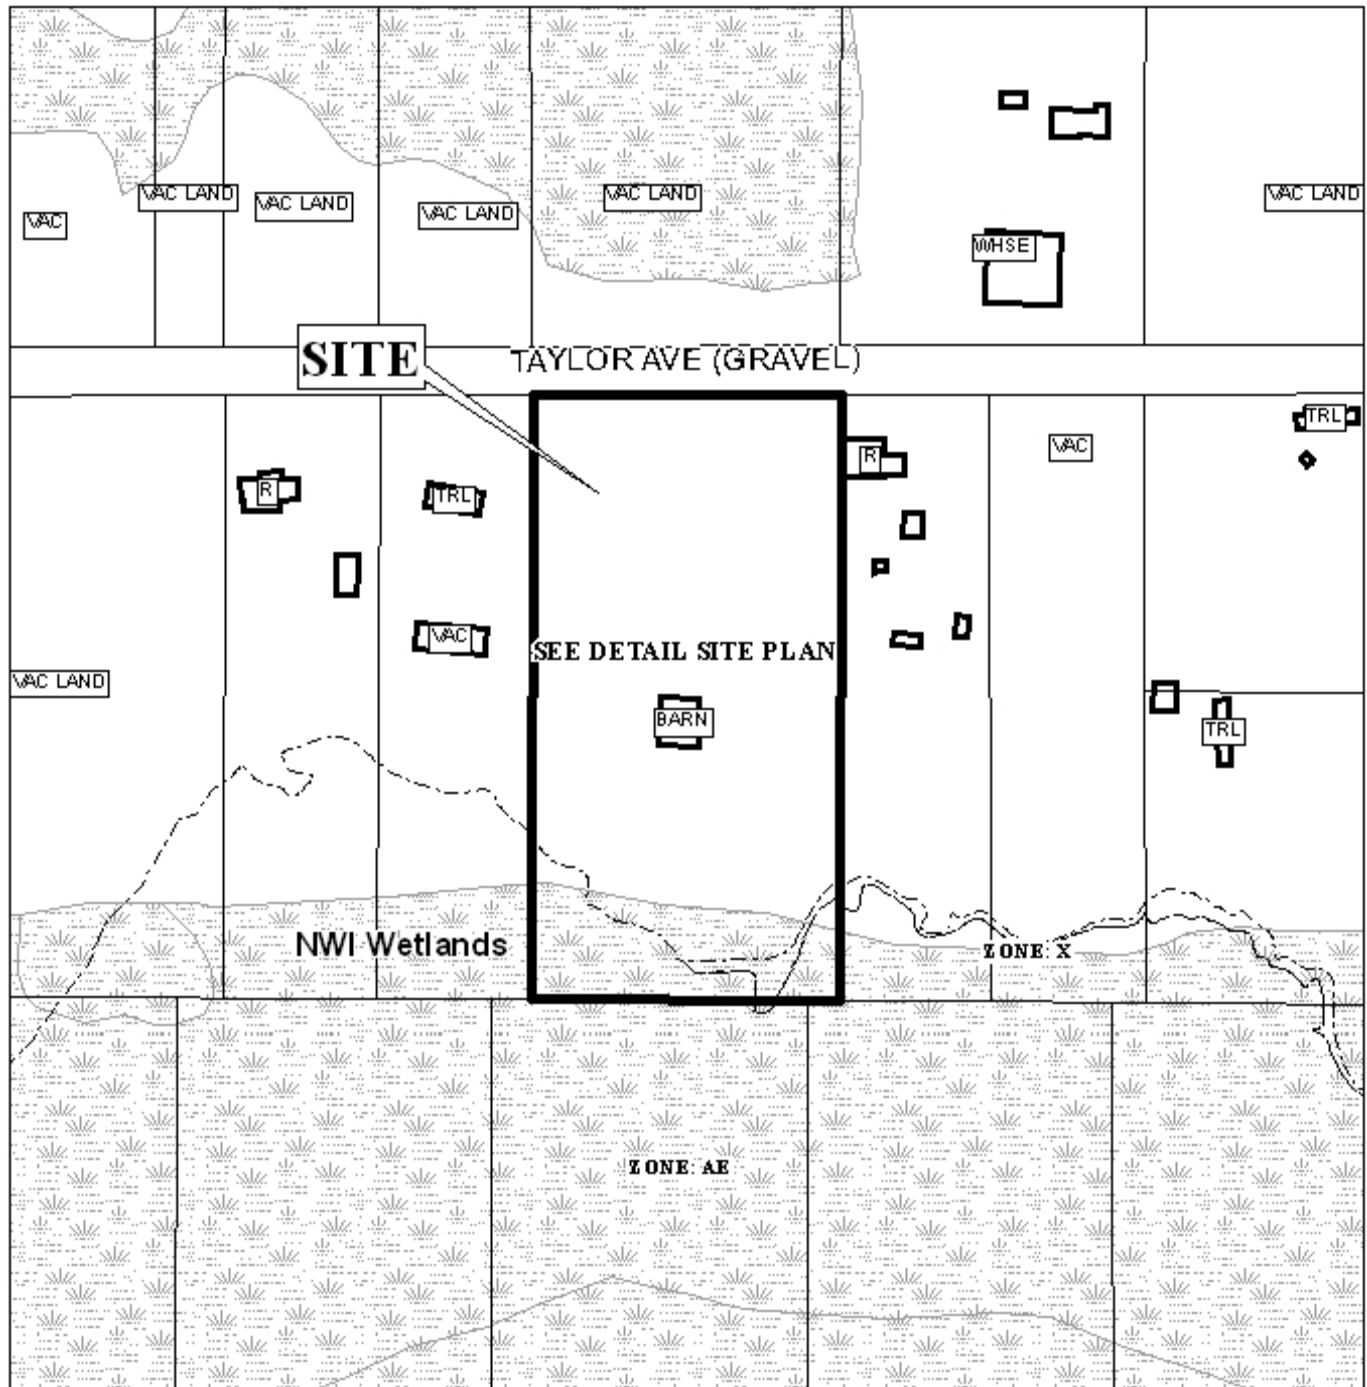 VAC LAND
VAC LAND
VAC LAND
VAC LAND
VAC LAND
VAC
WHSE
SITE
TAYLOR AVE (GRAVEL)
TRL
VAC
R
R
TRL
VAC
SEE DETAIL SITE PLAN
VAC LAND
BARN
TRL
NWI Wetlands
ZONE: X
ZONE: AE